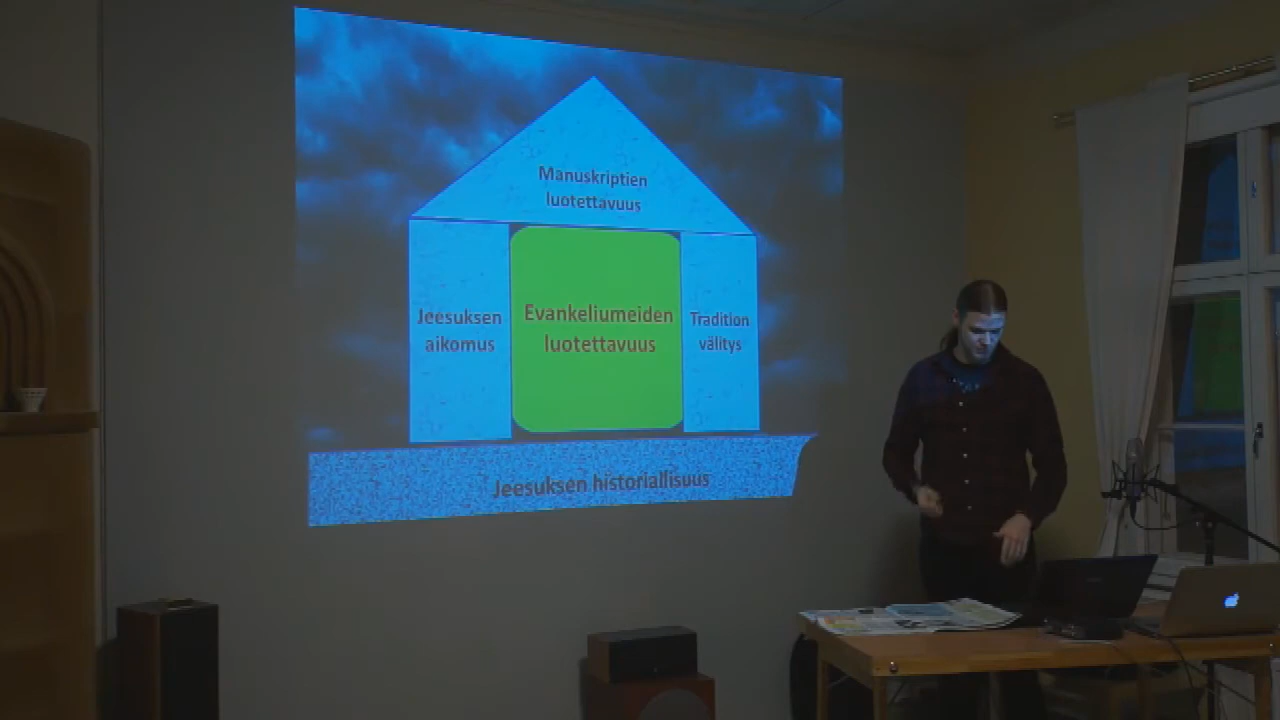 Manuskriptien
luotettavuus
Jeesuksen
aikomus
Evankeliumeiden
luotettavuus
Tradition
välitys
Jeesuksen historiallisuus